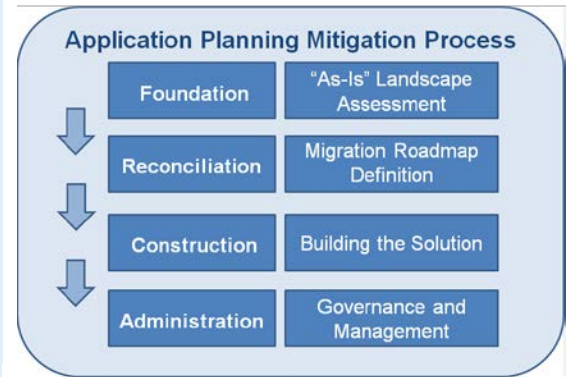 Application Planning Mitigation Process
Foundation
“As-Is” Landscape
Assessment
Reconciliation
Migration Roadmap
Definition
Construction
Building the Solution
Administration
Governance and
Management